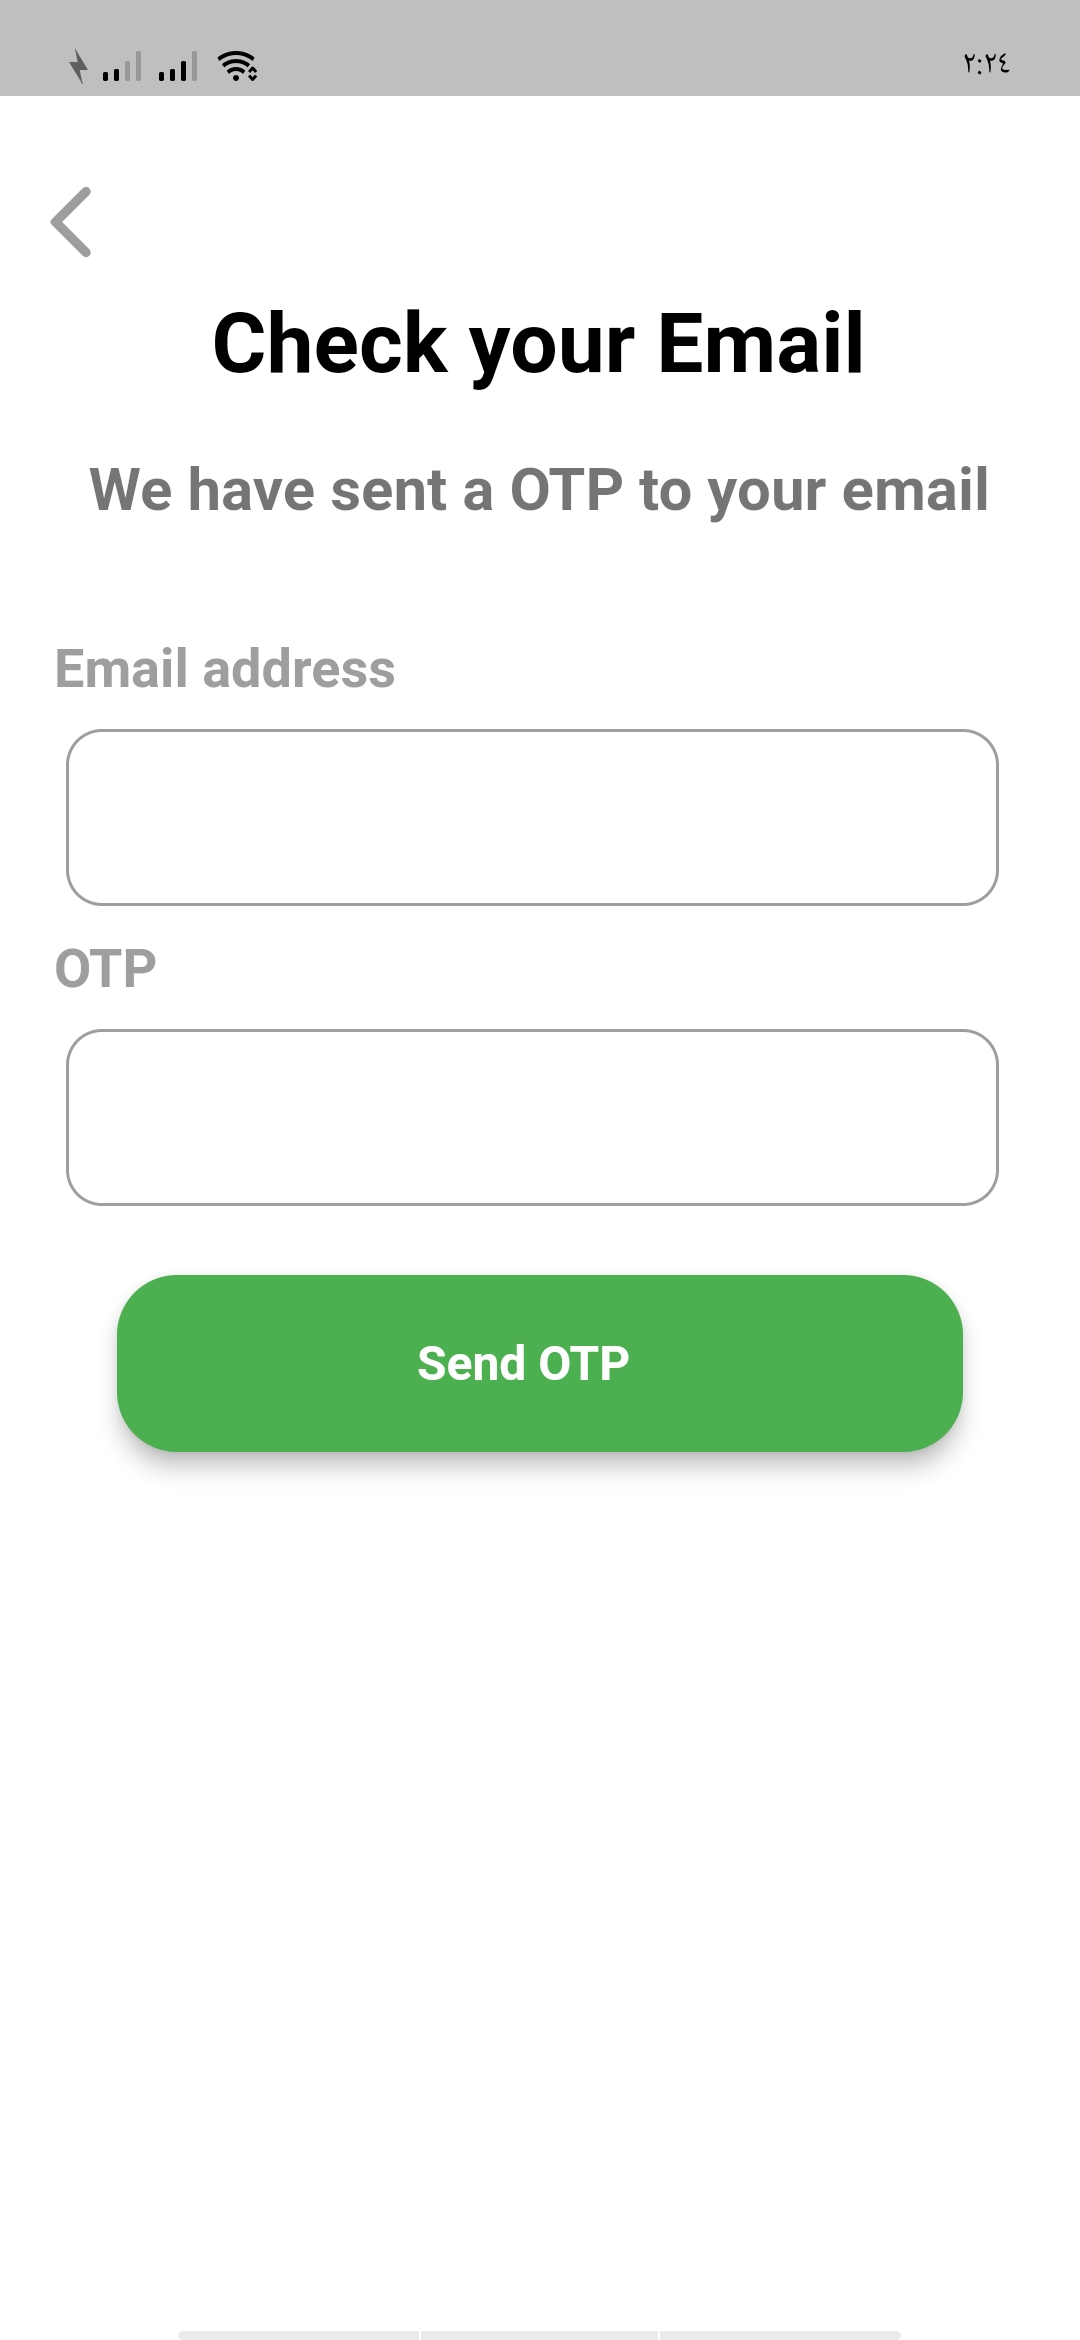 ٢:٢٤
Check your Email
We have sent a OTP to your email
Email address
OTP
Send OTP